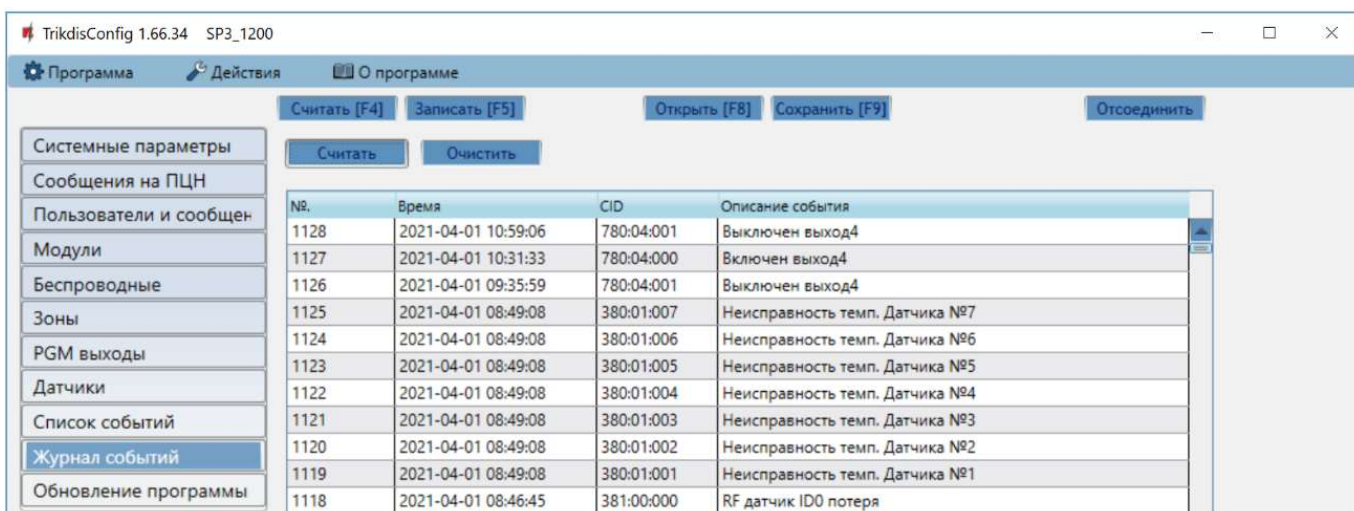 TrikdisConfig 1.66.34 SP3_1200
Программа Действия О программе
Считать [F4] Записать [F5] Открыть [F8] Сохранить [F9] Отсоединить
Системные параметры
Сообщения на ПЦН
Пользователи и сообщен
Модули
Беспроводные
Зоны
PGM выходы
Датчики
Список событий
Журнал событий
Обновление программы
Считать Очистить
№. Время CID Описание события
1128 2021-04-01 10:59:06 780:04:001 Выключен выход4
1127 2021-04-01 10:31:33 780:04:000 Включен выход4
1126 2021-04-01 09:35:59 780:04:001 Выключен выход4
1125 2021-04-01 08:49:08 380:01:007 Неисправность темп. Датчика №7
1124 2021-04-01 08:49:08 380:01:006 Неисправность темп. Датчика №6
1123 2021-04-01 08:49:08 380:01:005 Неисправность темп. Датчика №5
1122 2021-04-01 08:49:08 380:01:004 Неисправность темп. Датчика №4
1121 2021-04-01 08:49:08 380:01:003 Неисправность темп. Датчика №3
1120 2021-04-01 08:49:08 380:01:002 Неисправность темп. Датчика №2
1119 2021-04-01 08:49:08 380:01:001 Неисправность темп. Датчика №1
1118 2021-04-01 08:46:45 381:00:000 RF датчик ID0 потеря